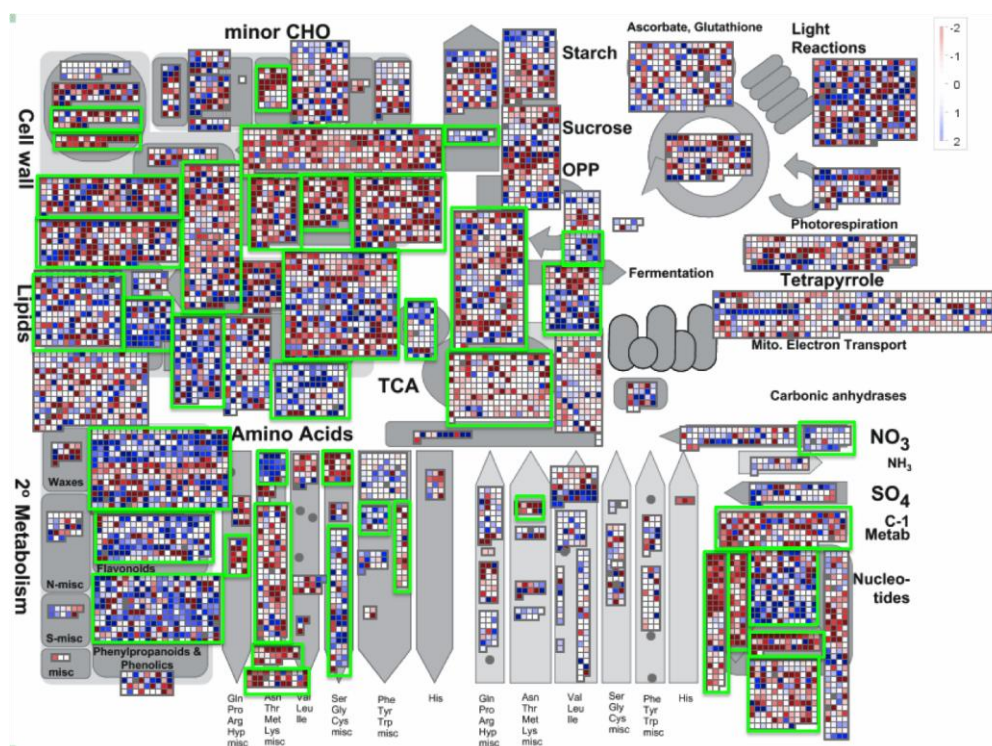 minor CHO
Starch
Ascorbate, Glutathione
Light
Reactions
-2
-1
0
1
2
Cell wall
Sucrose
OPP
Photorespiration
Fermentation
Tetrapyrrole
Lipids
Mito. Electron Transport
TCA
Carbonic anhydrases
Amino Acids
NO3
NH3
SO4
C-1
Metab
Nucleo-
tides
2º Metabolism
Waxes
N-misc
Flavonoids
S-misc
Phenylpropanoids &
Phenolics
misc
Gln
Pro
Arg
Hyp
misc
Asn
Thr
Met
Lys
misc
Val
Leu
Ile
Ser
Gly
Cys
misc
Phe
Tyr
Trp
misc
His
Gln
Pro
Arg
Hyp
misc
Asn
Thr
Met
Lys
misc
Val
Leu
Ile
Ser
Gly
Cys
misc
Phe
Tyr
Trp
misc
His